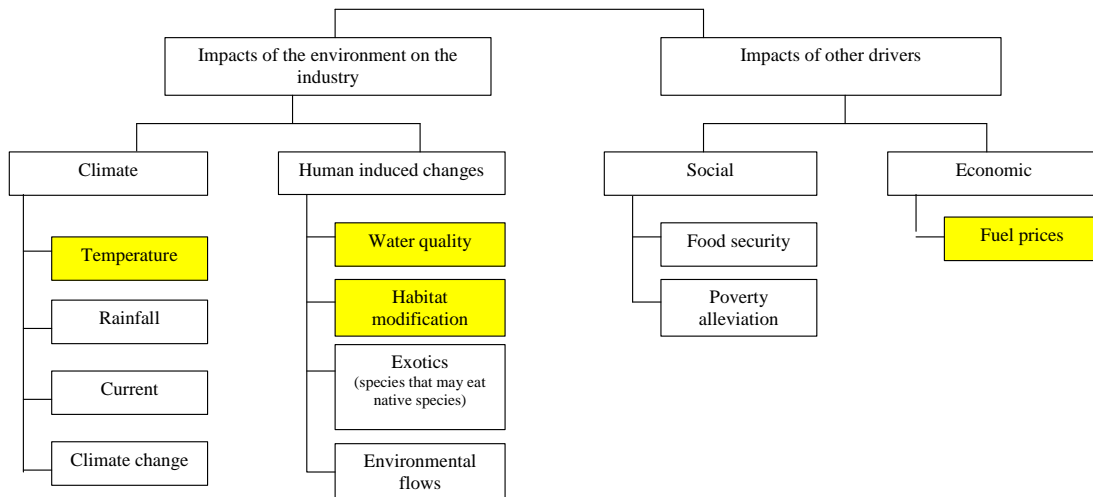 Impacts of the environment on the
industry
Impacts of other drivers
Climate
Human induced changes
Social
Economic
Temperature
Rainfall
Current
Climate change
Water quality
Habitat
modification
Exotics
(species that may eat
native species)
Environmental
flows
Food security
Poverty
alleviation
Fuel prices